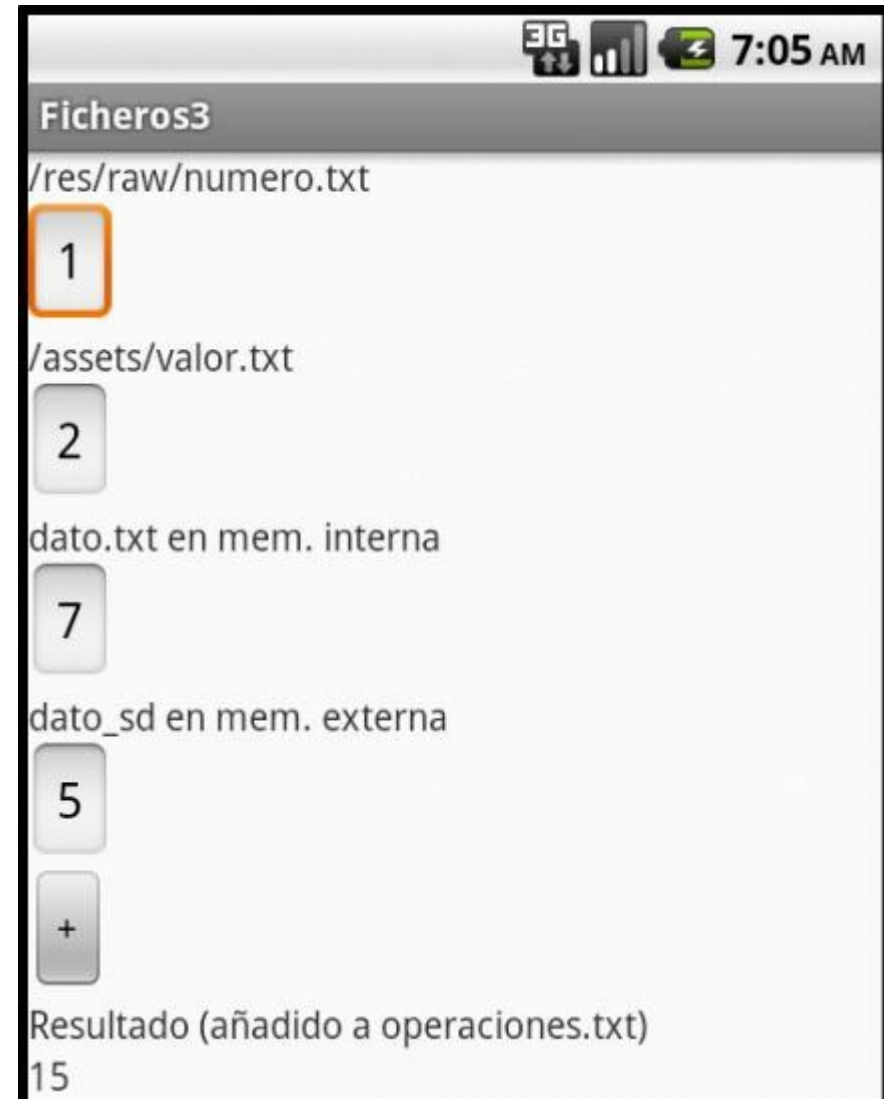 3G 7:05 AM
Ficheros3
/res/raw/numero.txt
1
/assets/valor.txt
2
dato.txt en mem. interna
7
dato_sd en mem. externa
5
+
Resultado (añadido a operaciones.txt)
15